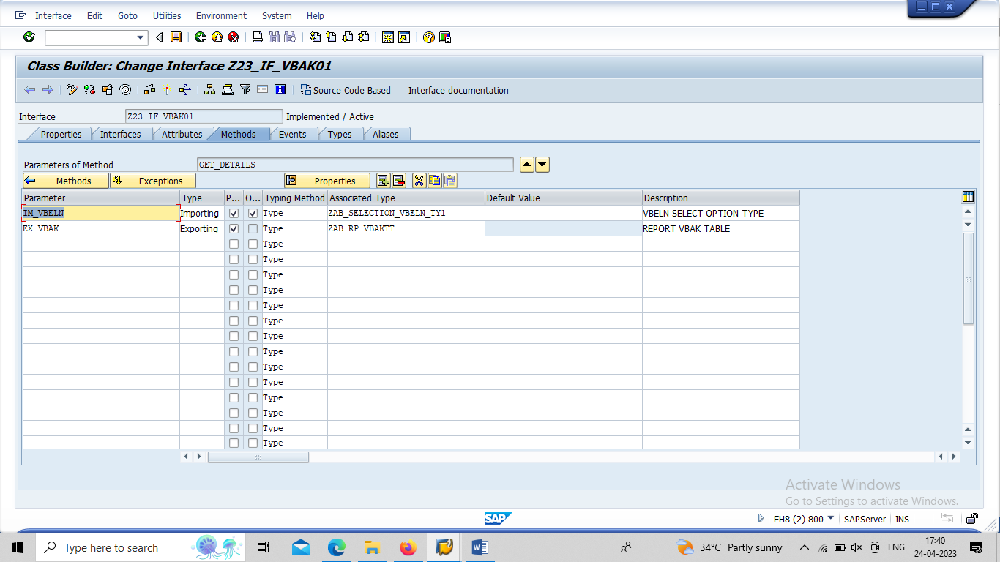 Interface Edit Goto Utilities Environment System Help
Class Builder: Change Interface Z23_IF_VBAK01
Source Code-Based Interface documentation
Interface Z23_IF_VBAK01 Implemented / Active
Properties Interfaces Attributes Methods Events Types Aliases
Parameters of Method GET_DETAILS
Methods Exceptions Properties
Parameter Type P... O... Typing Method Associated Type Default Value Description
IM_VBELN Importing Type ZAB_SELECTION_VBELN_TY1 VBELN SELECT OPTION TYPE
EX_VBAK Exporting Type ZAB_RP_VBAKTT REPORT VBAK TABLE
Type
Type
Type
Type
Type
Type
Type
Type
Type
Type
Type
Type
Type
Type
Activate Windows
Go to Settings to activate Windows.
SAP EH8 (2) 800 SAPServer INS
Type here to search 34°C Partly sunny ENG 17:40
24-04-2023